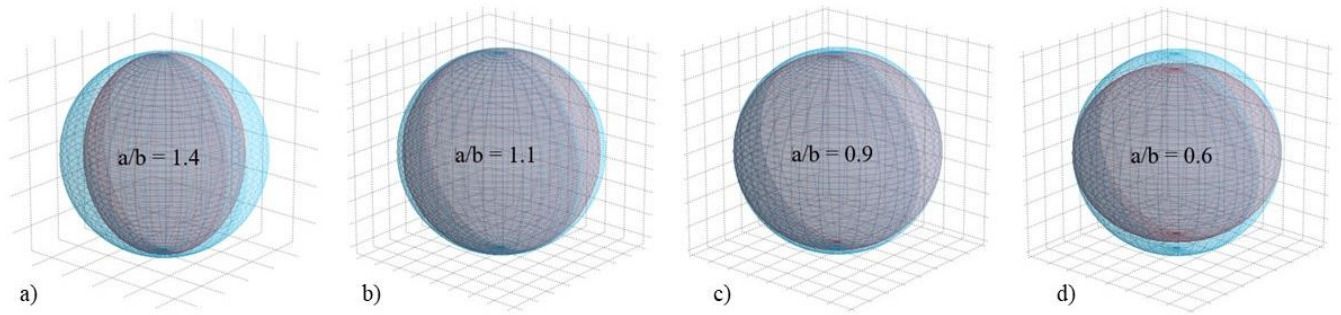 a/b = 1.4
a/b = 1.1
a/b = 0.9
a/b = 0.6
a)
b)
c)
d)